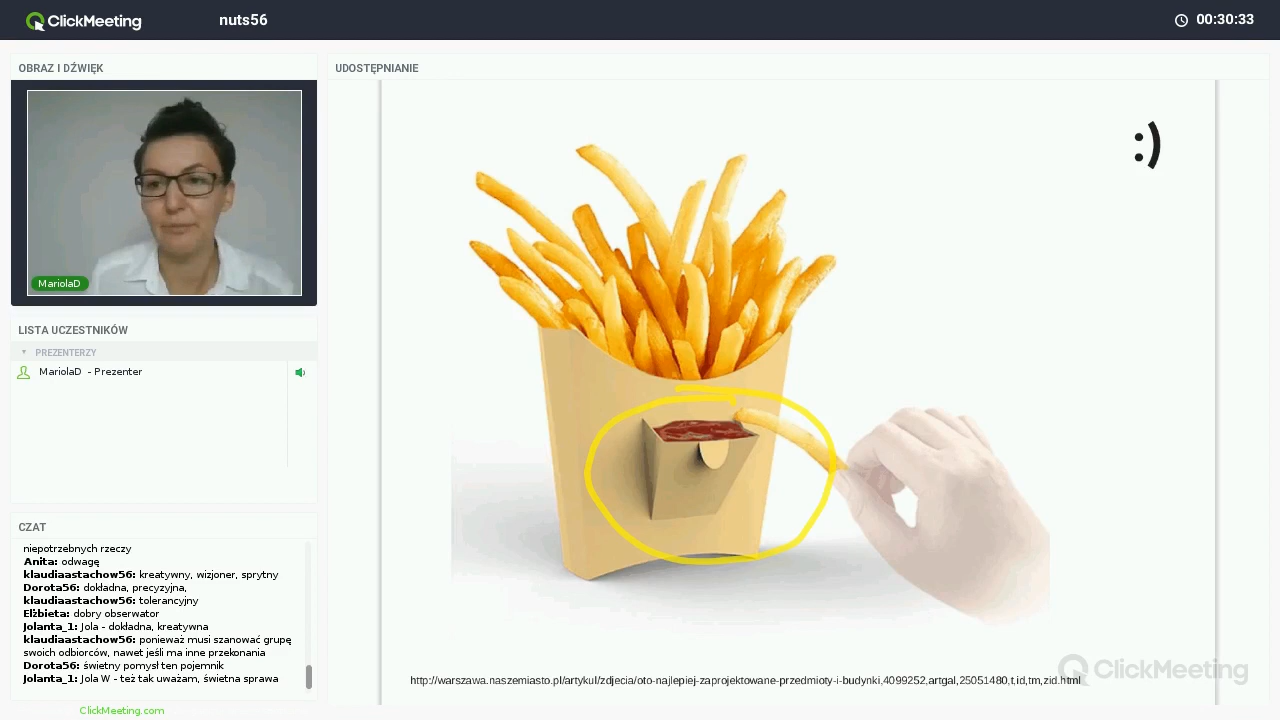 ClickMeeting
nuts56
00:30:33
OBRAZ I DŹWIĘK
UDOSTĘPNIANIE
:)
MariolaD
LISTA UCZESTNIKÓW
PREZENTERZY
MariolaD - Prezenter
CZAT
niepotrzebnych rzeczy
Anita: odwagę
klaudiaastachow56: kreatywny, wizjoner, sprytny
Dorota56: dokładna, precyzyjna,
klaudiaastachow56: tolerancyjny
Elżbieta: dobry obserwator
Jolanta_1: Jola - dokładna, kreatywna
klaudiaastachow56: ponieważ musi szanować grupę
swoich odbiorców, nawet jeśli ma inne przekonania
Dorota56: świetny pomysł ten pojemnik
Jolanta_1: Jola W - też tak uważam, świetna sprawa
ClickMeeting.com
http://warszawa.naszemiasto.pl/artykul/zdjecia/oto-najlepiej-zaprojektowane-przedmioty-i-budynki,4099252,artgal,25051480,t,id,tm,zid.html
ClickMeeting